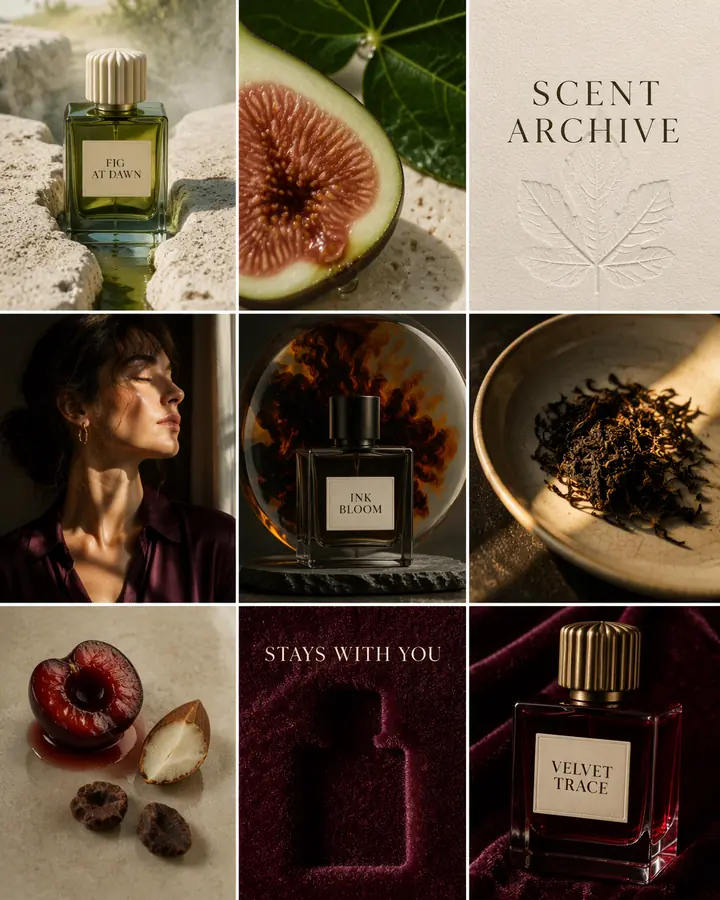 FIG
AT DAWN
SCENT
ARCHIVE
INK
BLOOM
STAYS WITH YOU
VELVET
TRACE